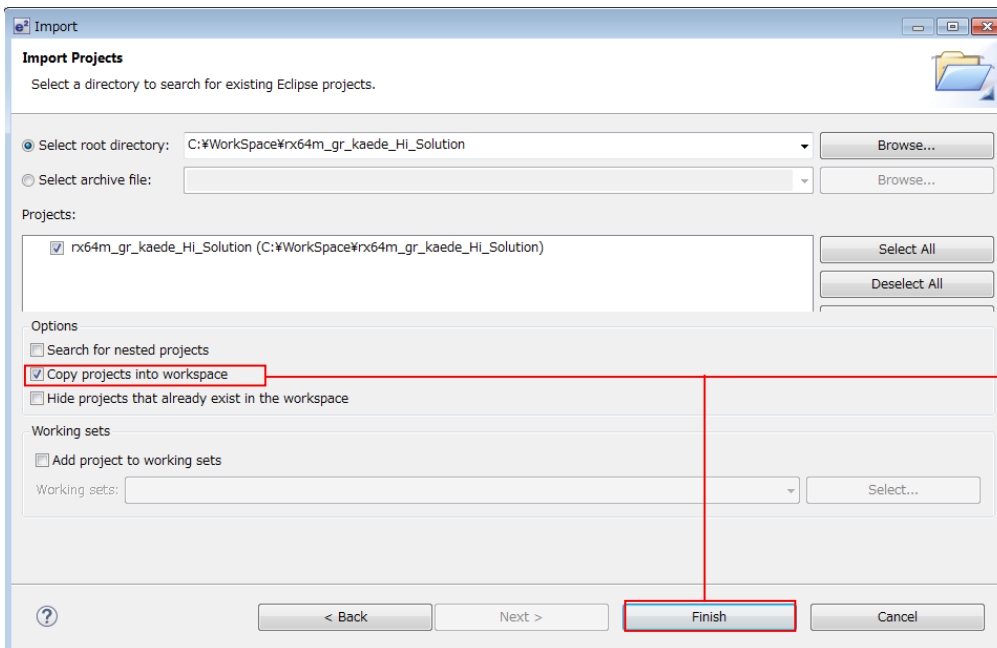 e² Import
Import Projects
Select a directory to search for existing Eclipse projects.
Select root directory: C:¥WorkSpace¥rx64m_gr_kaede_Hi_Solution Browse...
Select archive file: Browse...
Projects:
rx64m_gr_kaede_Hi_Solution (C:¥WorkSpace¥rx64m_gr_kaede_Hi_Solution) Select All
Deselect All
Options
Search for nested projects
Copy projects into workspace
Hide projects that already exist in the workspace
Working sets
Add project to working sets
Working sets: Select...
? < Back Next > Finish Cancel